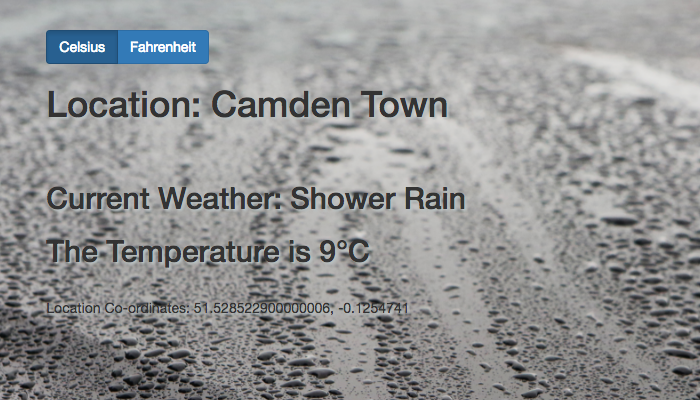 Celsius Fahrenheit
Location: Camden Town
Current Weather: Shower Rain
The Temperature is 9°C
Location Co-ordinates: 51.528522900000006, -0.1254741